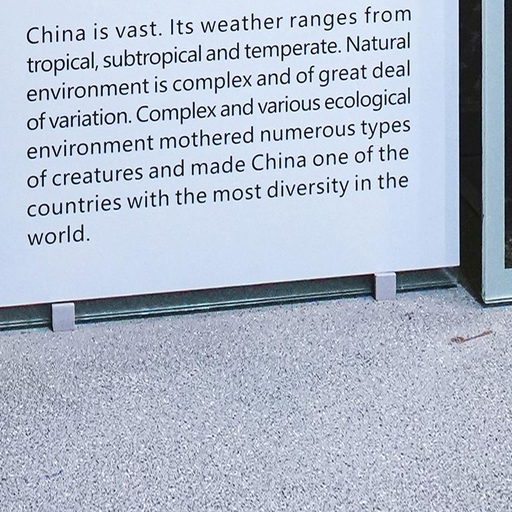 China is vast. Its weather ranges from
tropical, subtropical and temperate. Natural
environment is complex and of great deal
of variation. Complex and various ecological
environment mothered numerous types
of creatures and made China one of the
countries with the most diversity in the
world.